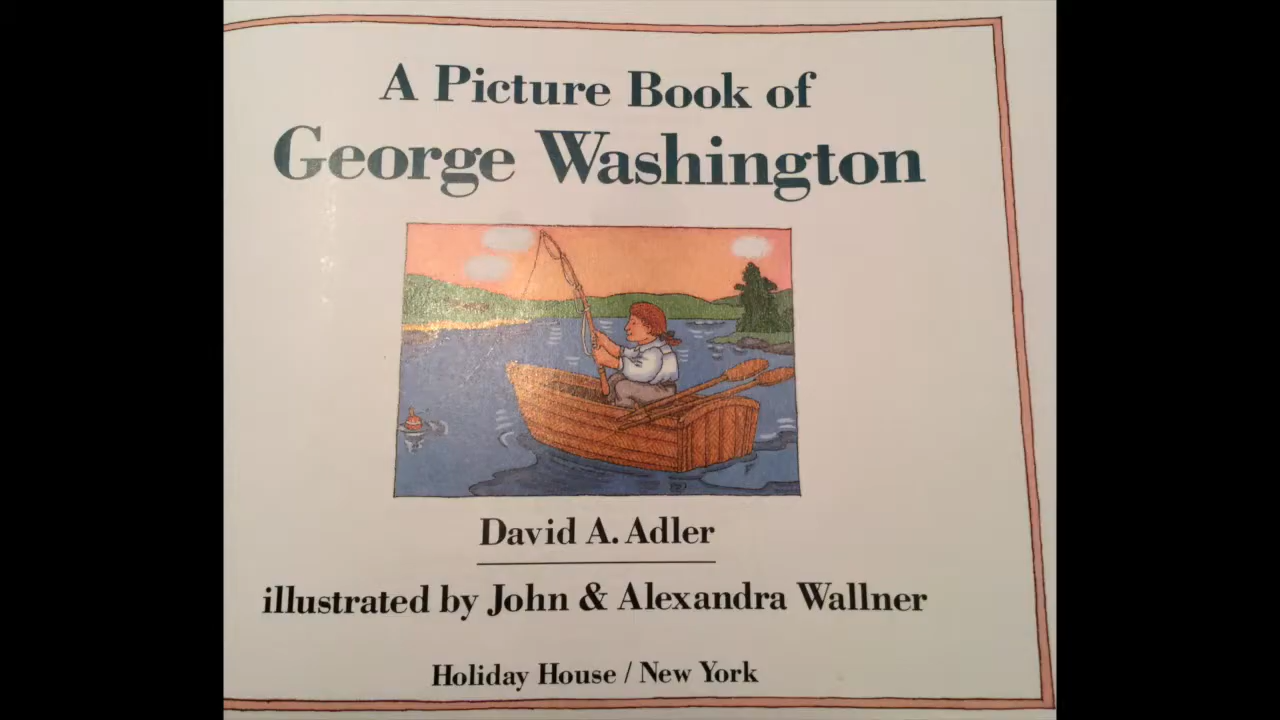 A Picture Book of
George Washington
David A. Adler
illustrated by John & Alexandra Wallner
Holiday House / New York